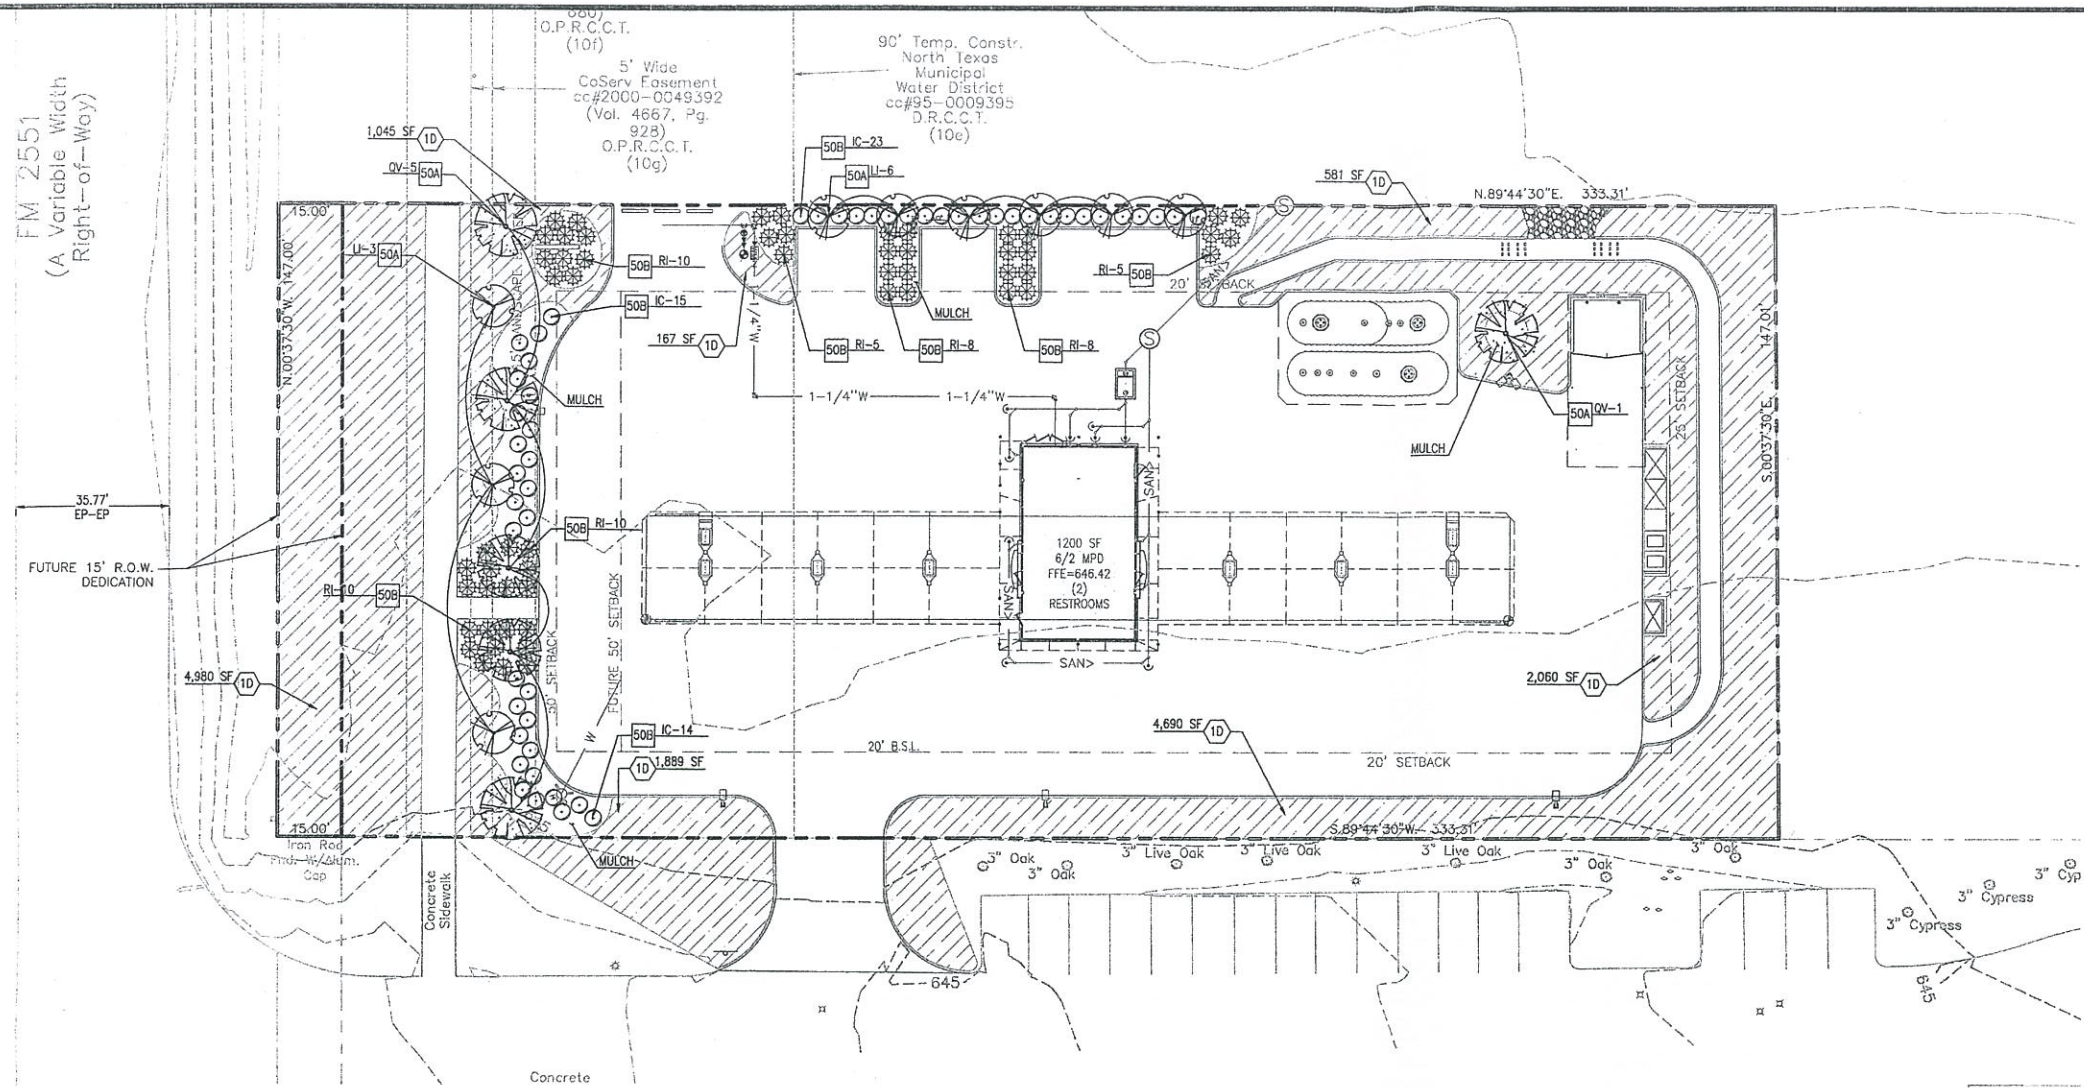 680)
O.P.R.C.C.T.
(10f)
5' Wide
CoServ Easement
cc#2000-0049392
(Vol. 4667, Pg.
928)
O.P.R.C.C.T.
(10g)
90' Temp. Constr.
North Texas
Municipal
Water District
cc#95-0009395
D.R.C.C.T.
(10e)
FM 2551
(A Variable Width
Right-of-Way)
1,045 SF 1D
QV-5 50A
50B IC-23
50A LI-6
581 SF 1D
N.89°44'30"E. 333.31'
15.00'
LI-3 50A
N.00°37'30"W. 147.00'
50B RI-10
50B IC-15
RI-5 50B
20' SETBACK
SAN>
S
S
MULCH
167 SF 1D
50B RI-5
50B RI-8
50B RI-8
1-1/4"W
1-1/4"W
1-1/4"W
MULCH
50A QV-1
MULCH
25' SETBACK
S.00°37'30"E. 147.01'
35.77'
EP-EP
FUTURE 15' R.O.W.
DEDICATION
50B RI-10
RI-10 50B
1200 SF
6/2 MPD
FFE=646.42
(2)
RESTROOMS
SAN>
SAN>
SAN>
4,980 SF 1D
50' SETBACK
FUTURE 50' SETBACK
W
50B IC-14
1D 1,889 SF
20' B.S.L.
4,690 SF 1D
2,060 SF 1D
20' SETBACK
15.00'
Iron Rod
Fnd. W/Alum.
Cap
MULCH
S.89°44'30"W. 333.31'
Concrete
Sidewalk
3" Oak
3" Oak
3" Live Oak
3" Live Oak
3" Live Oak
3" Oak
3" Oak
3" Cyp
3" Cypress
3" Cypress
645
645
Concrete